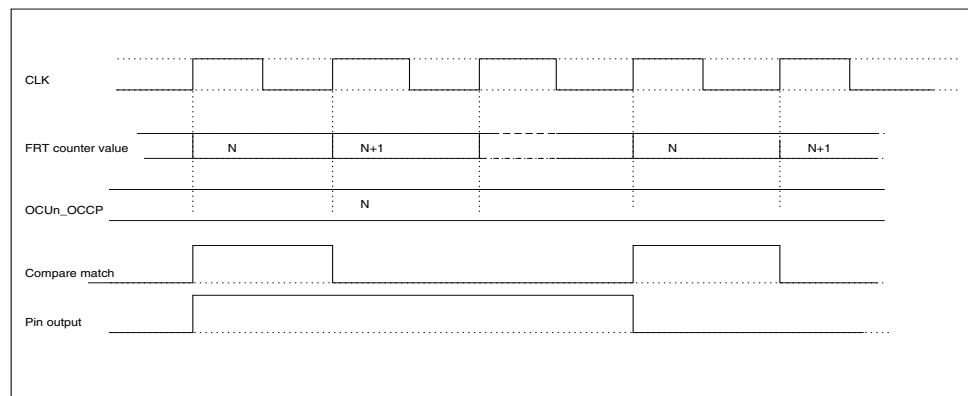 CLK
FRT counter value N N+1 N N+1
OCUn_OCCP N
Compare match
Pin output